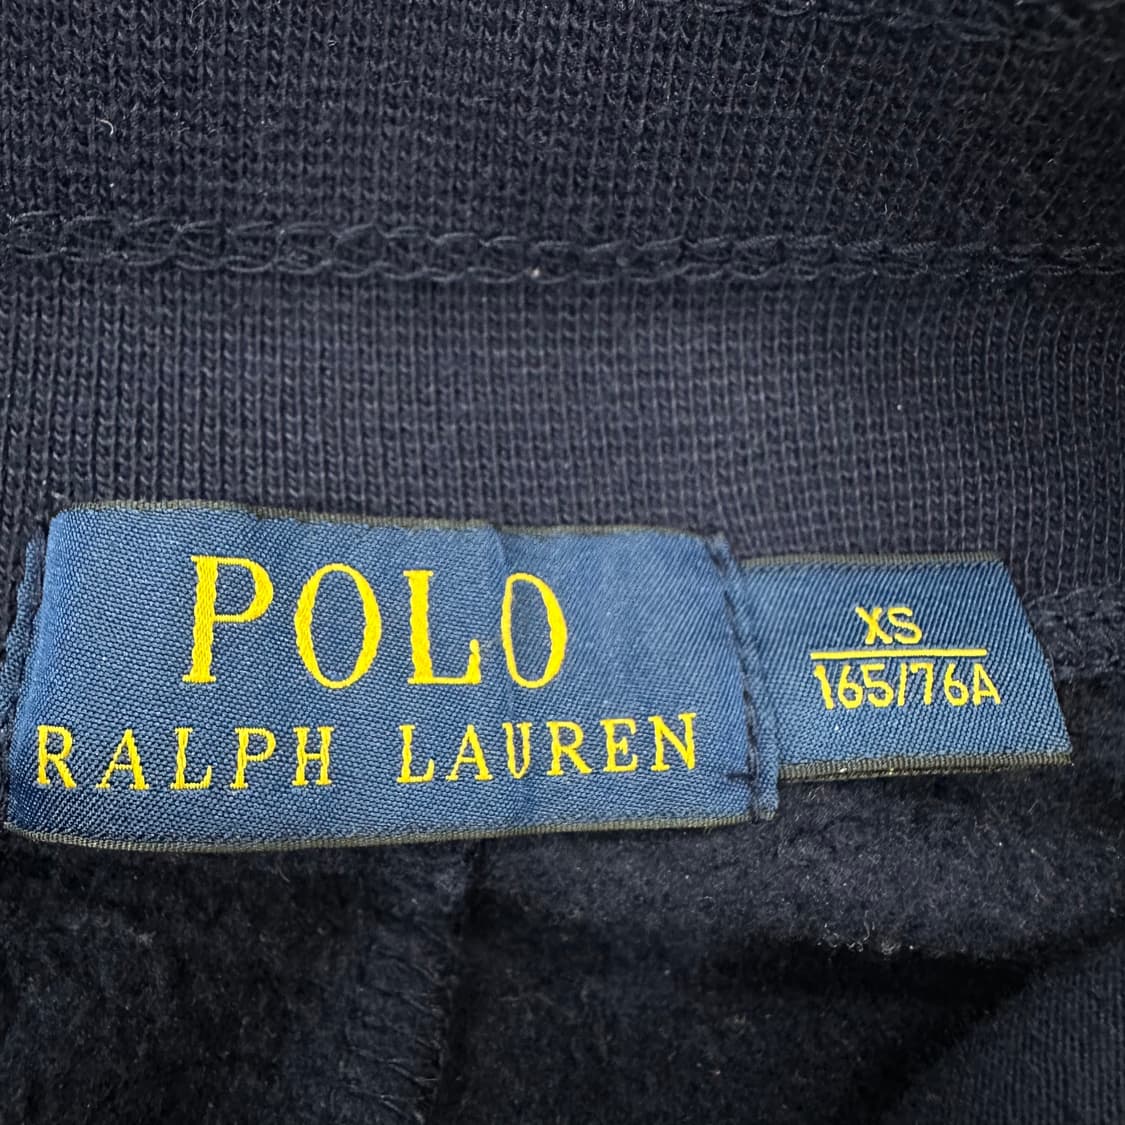 POLO
RALPH LAUREN
XS
165/76A